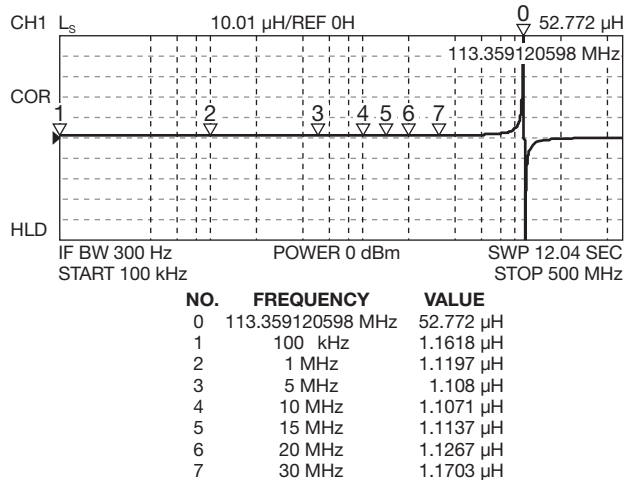 CH1 LS 10.01 µH/REF 0H 0 52.772 µH
113.359120598 MHz
COR
1 2 3 4 5 6 7
HLD
IF BW 300 Hz POWER 0 dBm SWP 12.04 SEC
START 100 kHz STOP 500 MHz
NO. FREQUENCY VALUE
0 113.359120598 MHz 52.772 µH
1 100 kHz 1.1618 µH
2 1 MHz 1.1197 µH
3 5 MHz 1.108 µH
4 10 MHz 1.1071 µH
5 15 MHz 1.1137 µH
6 20 MHz 1.1267 µH
7 30 MHz 1.1703 µH